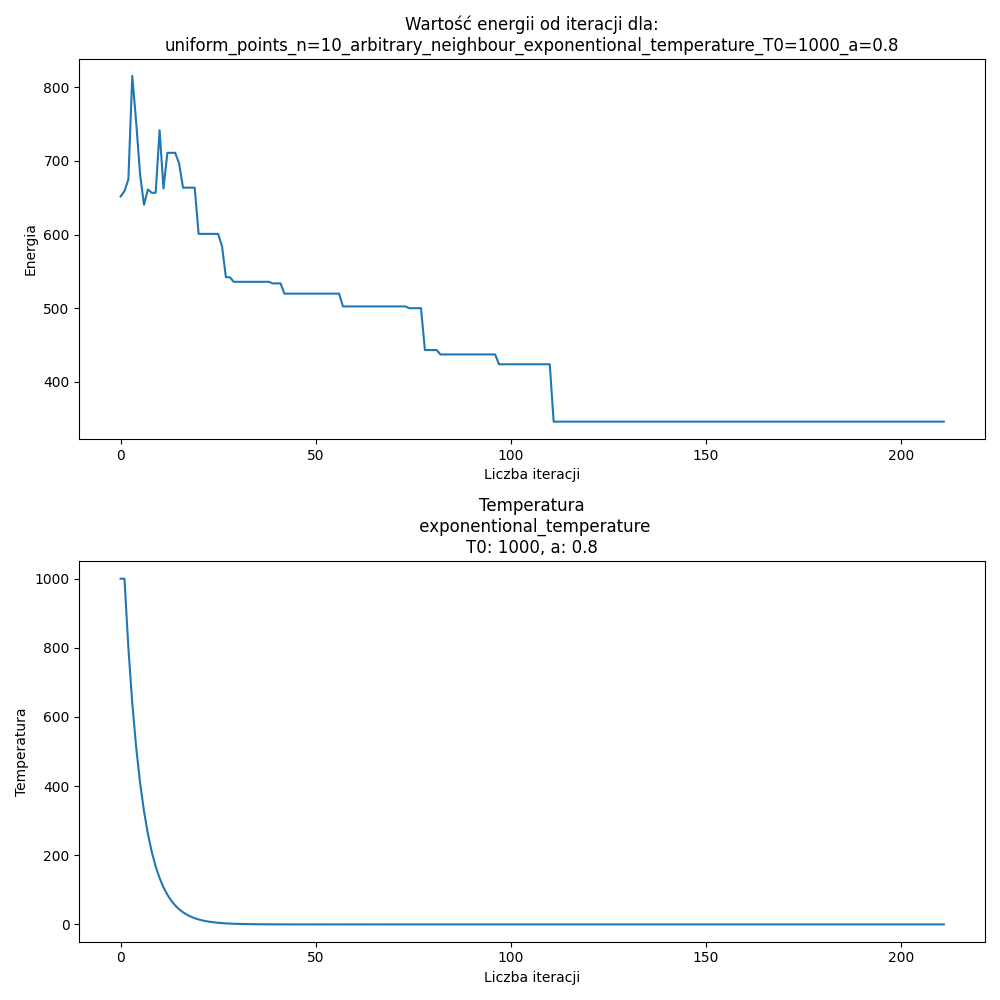 Wartość energii od iteracji dla:
uniform_points_n=10_arbitrary_neighbour_exponential_temperature_T0=1000_a=0.8
800
700
600
500
400
Energia
0 50 100 150 200
Liczba iteracji
Temperatura
exponentional_temperature
T0: 1000, a: 0.8
1000
800
600
400
200
0
Temperatura
0 50 100 150 200
Liczba iteracji